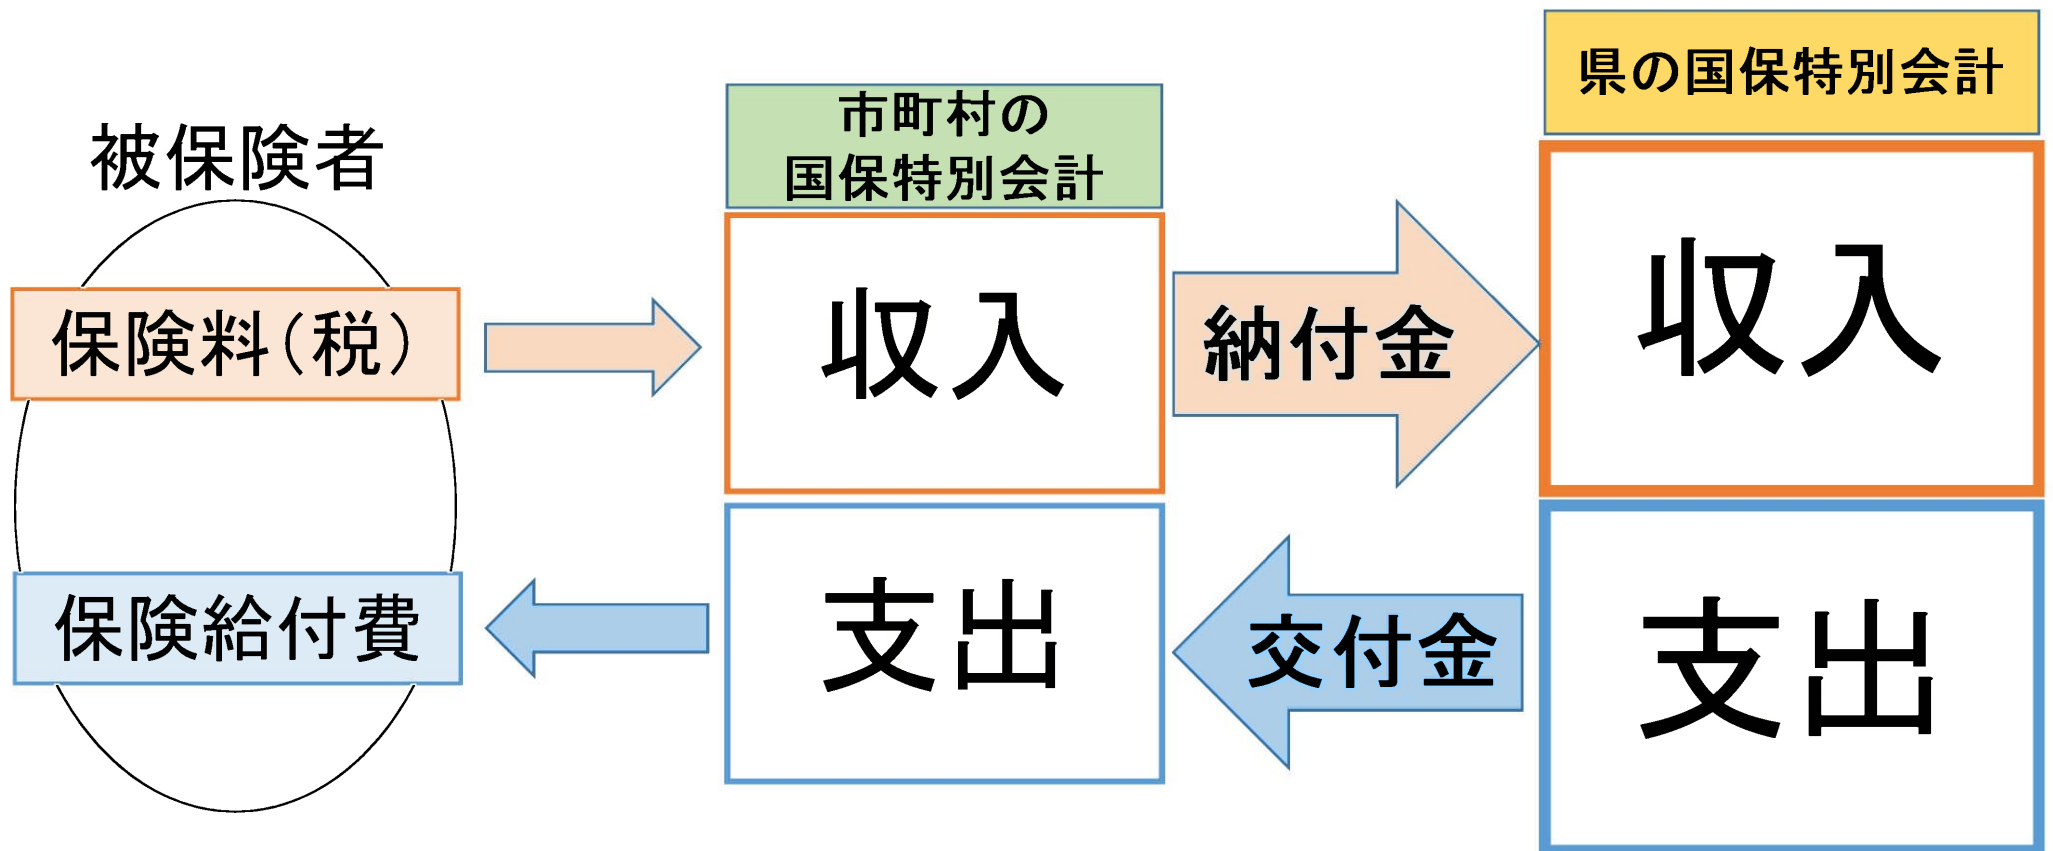 被保険者
保険料（税）
保険給付費
市町村の
国保特別会計
収入
支出
納付金
交付金
県の国保特別会計
収入
支出